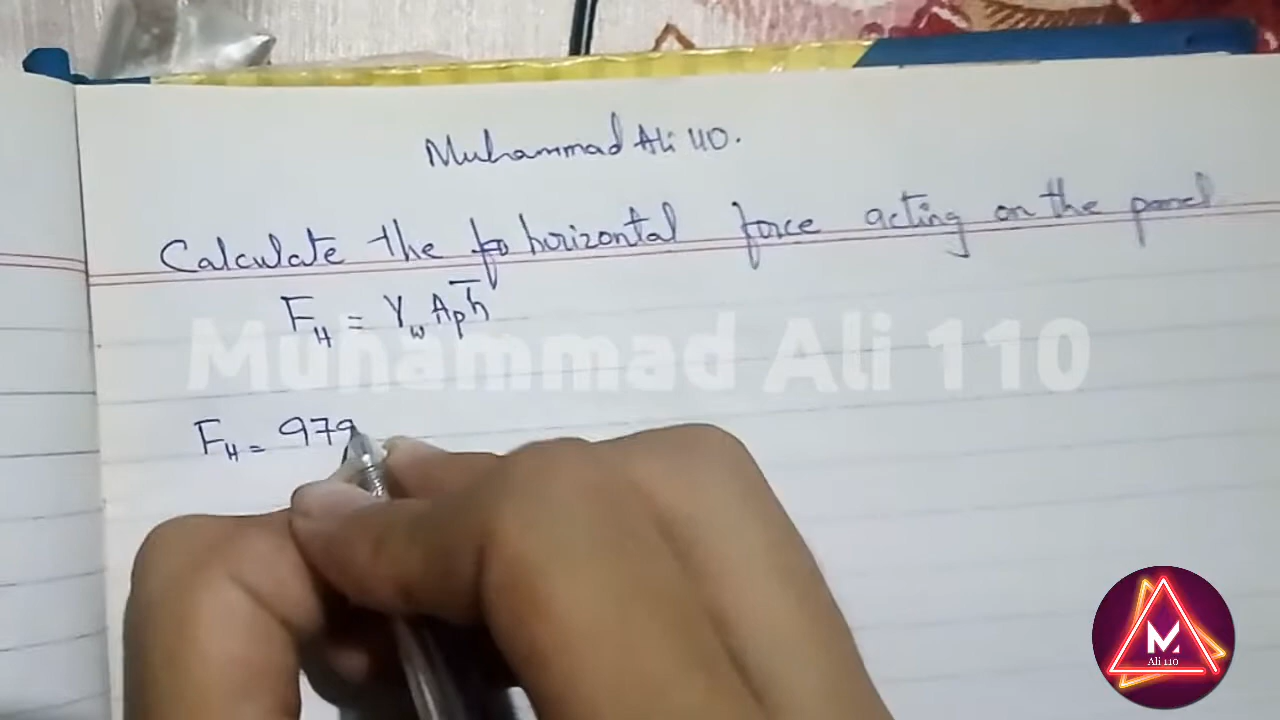 Muhammad Ali 110.
Calculate the horizontal force acting on the panel
F_H = γ_w A_p h̄
Muhammad Ali 110
F_H = 979
M
Ali 110